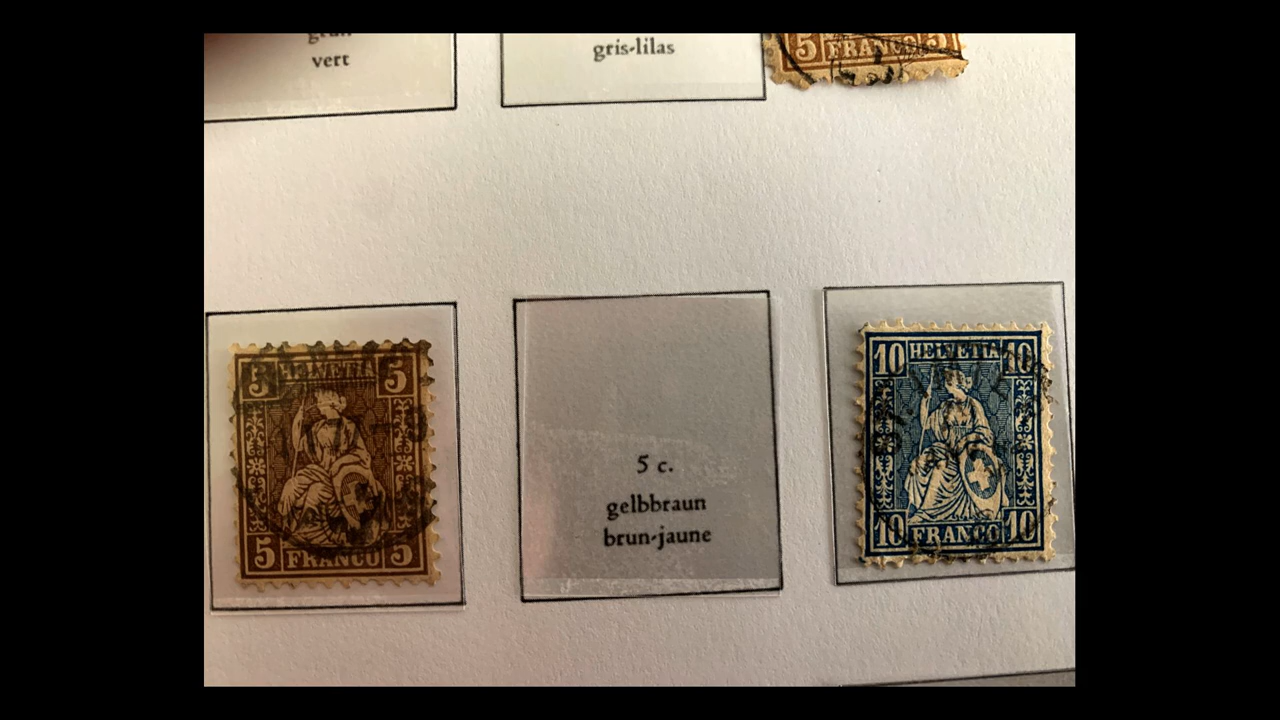 vert
gris-lilas
5 FRANCO 5
5 HELVETIA 5
5 FRANCO 5
5 c.
gelbbraun
brun-jaune
10 HELVETIA 10
10 FRANCO 10